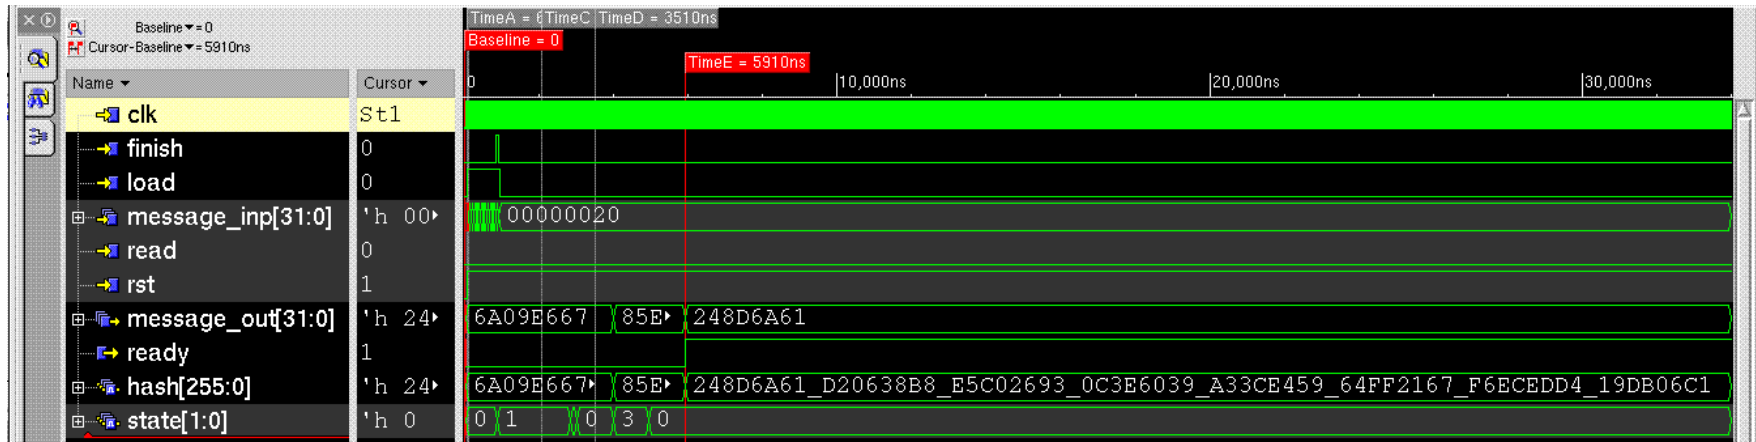 TimeA = 6 TimeC TimeD = 3510ns
Baseline ▾ = 0
Baseline = 0
Cursor-Baseline ▾ = 5910ns
TimeE = 5910ns
Name ▾ Cursor ▾ 0 10,000ns 20,000ns 30,000ns
clk St1
finish 0
load 0
message_inp[31:0] 'h 00▸ 00000020
read 0
rst 1
message_out[31:0] 'h 24▸ 6A09E667 85E▸ 248D6A61
ready 1
hash[255:0] 'h 24▸ 6A09E667▸ 85E▸ 248D6A61_D20638B8_E5C02693_0C3E6039_A33CE459_64FF2167_F6ECEDD4_19DB06C1
state[1:0] 'h 0 0 1 0 3 0